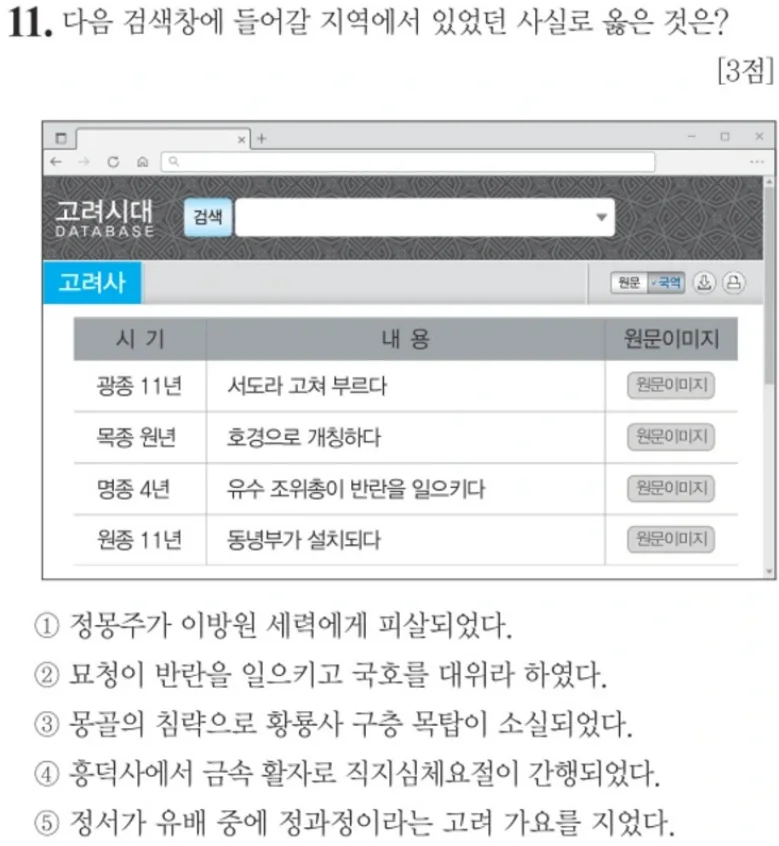 11. 다음 검색창에 들어갈 지역에서 있었던 사실로 옳은 것은?
[3점]
고려시대
DATABASE
검색
고려사
원문 국역
시 기 내 용 원문이미지
광종 11년 서도라 고쳐 부르다 원문이미지
목종 원년 호경으로 개칭하다 원문이미지
명종 4년 유수 조위총이 반란을 일으키다 원문이미지
원종 11년 동녕부가 설치되다 원문이미지
① 정몽주가 이방원 세력에게 피살되었다.
② 묘청이 반란을 일으키고 국호를 대위라 하였다.
③ 몽골의 침략으로 황룡사 구층 목탑이 소실되었다.
④ 흥덕사에서 금속 활자로 직지심체요절이 간행되었다.
⑤ 정서가 유배 중에 정과정이라는 고려 가요를 지었다.